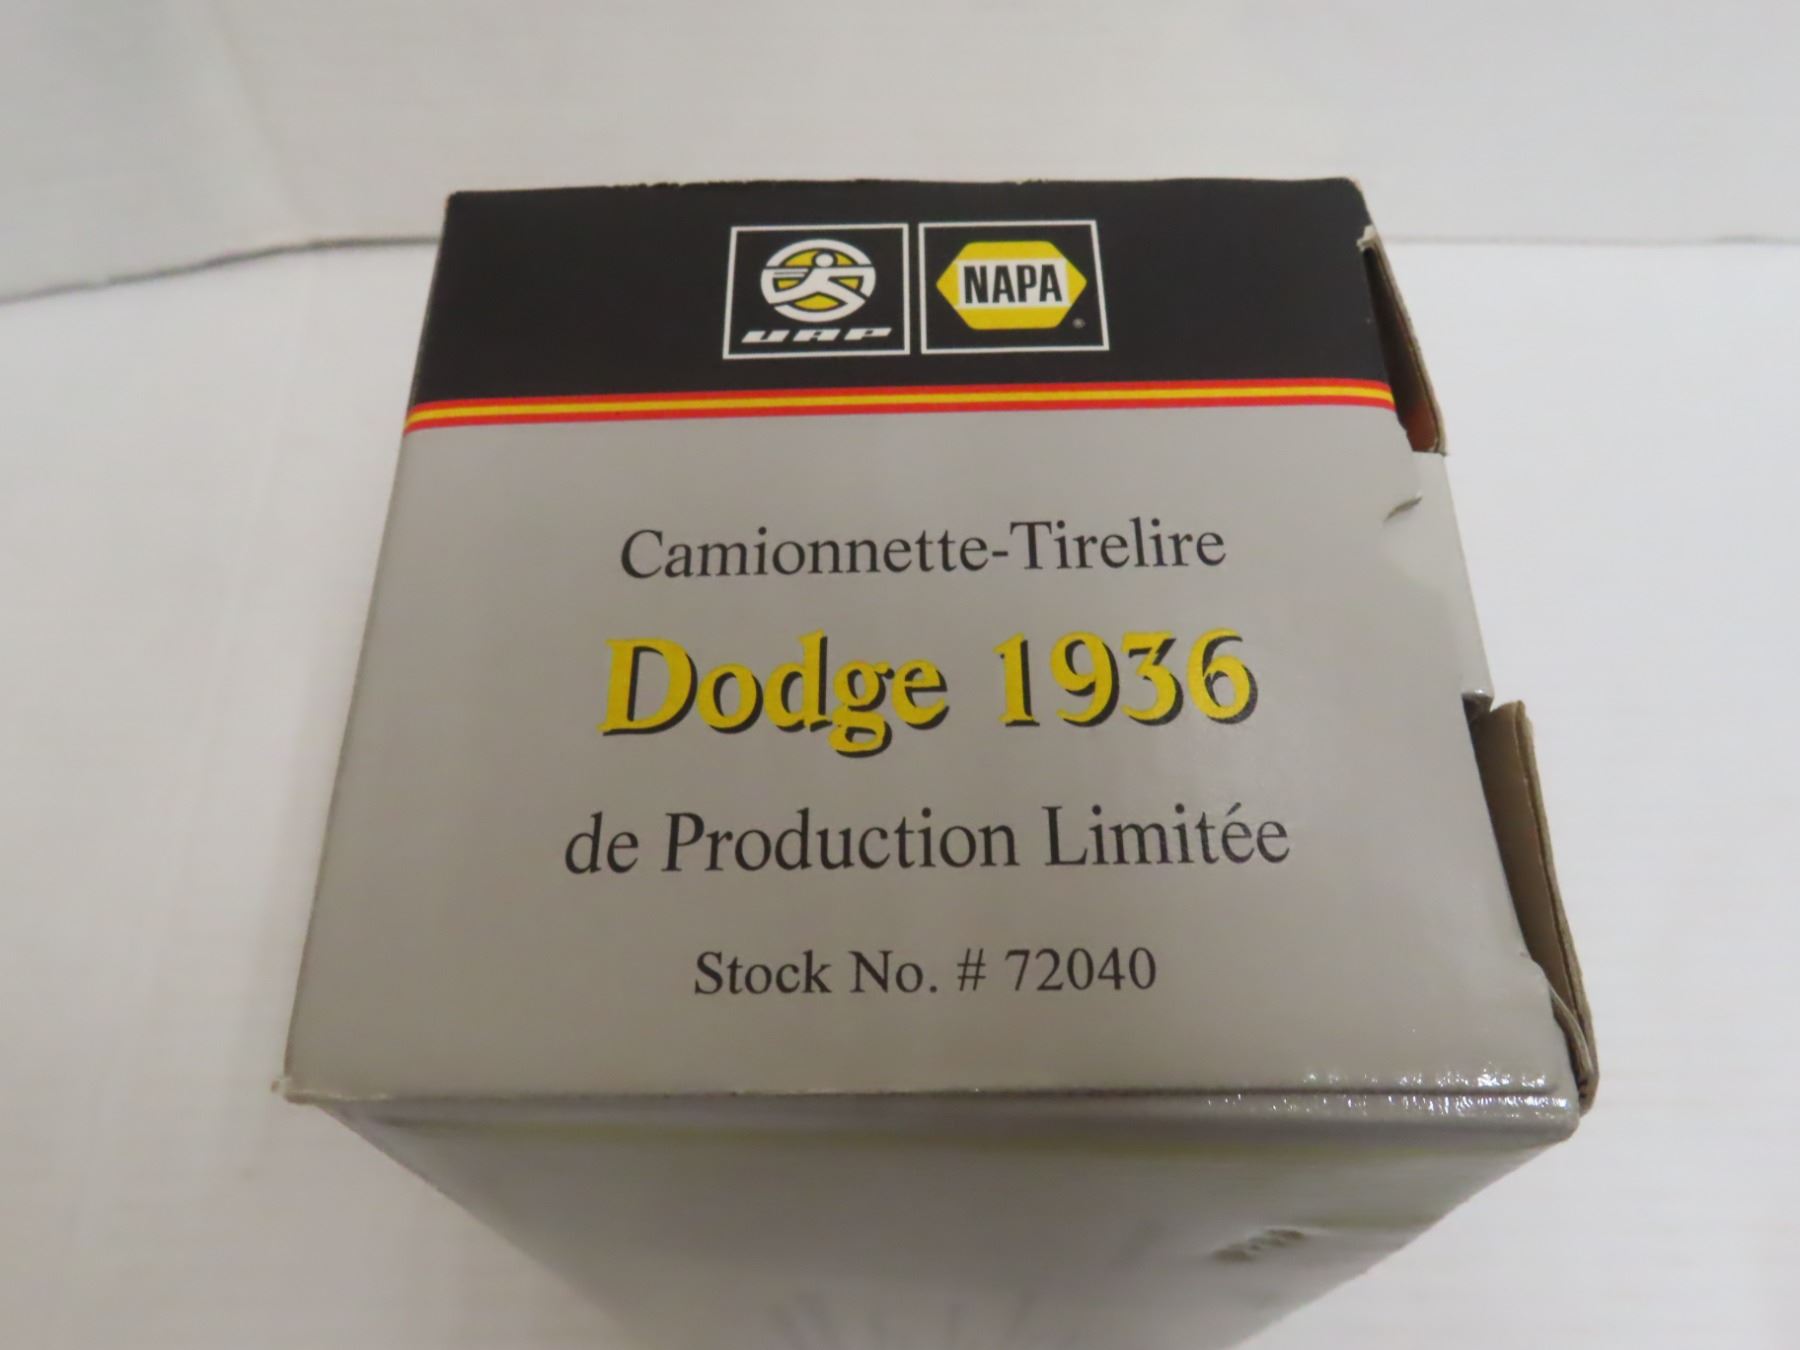 UAP NAPA
Camionnette-Tirelire
Dodge 1936
de Production Limitée
Stock No. # 72040